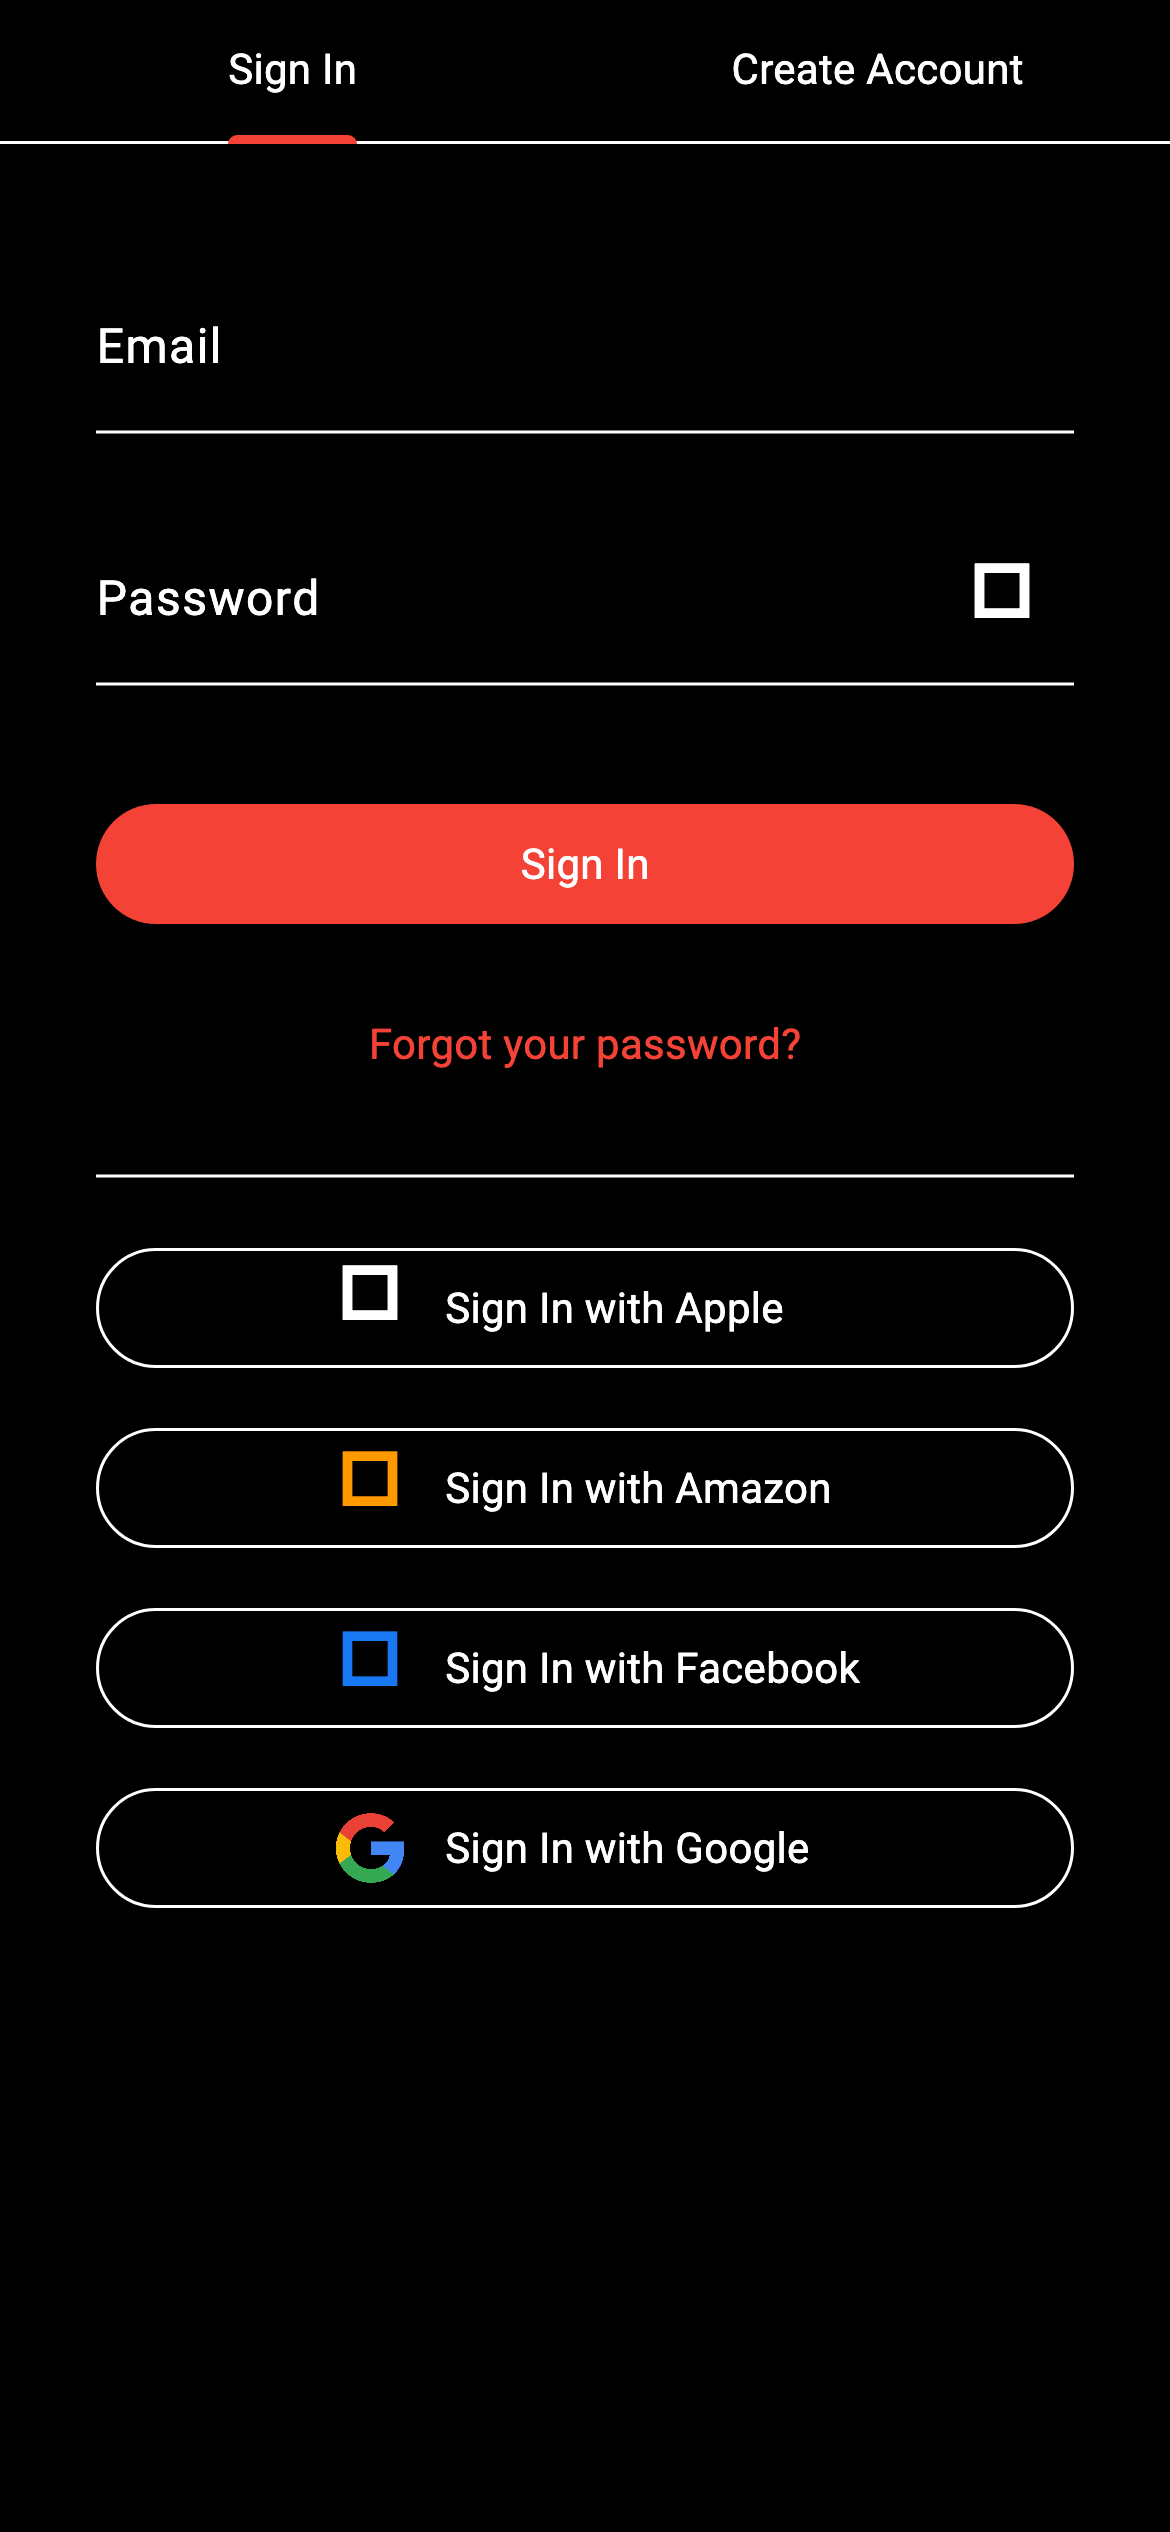 Sign In
Create Account
Email
Password
Sign In
Forgot your password?
Sign In with Apple
Sign In with Amazon
Sign In with Facebook
Sign In with Google